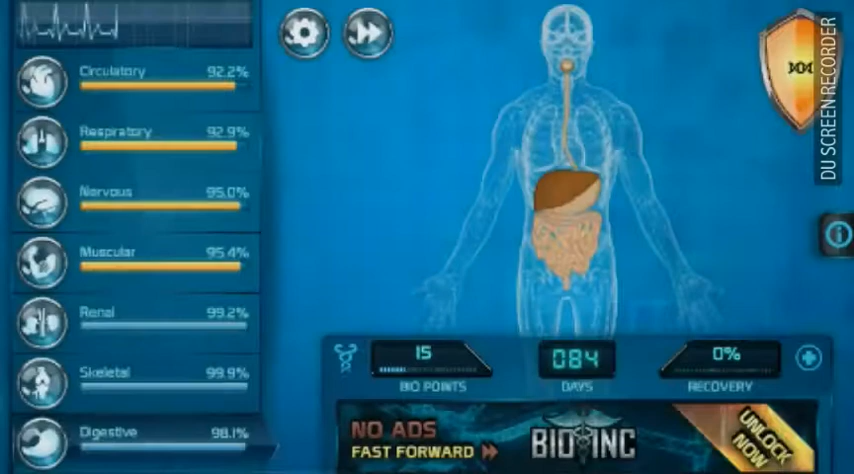 Circulatory 92.2%
Respiratory 92.9%
Nervous 95.0%
Muscular 95.4%
Renal 99.2%
Skeletal 99.9%
Digestive 98.1%
DU SCREEN RECORDER
15
084
0%
BIO POINTS
DAYS
RECOVERY
NO ADS
FAST FORWARD
BIO INC
UNLOCK
NOW